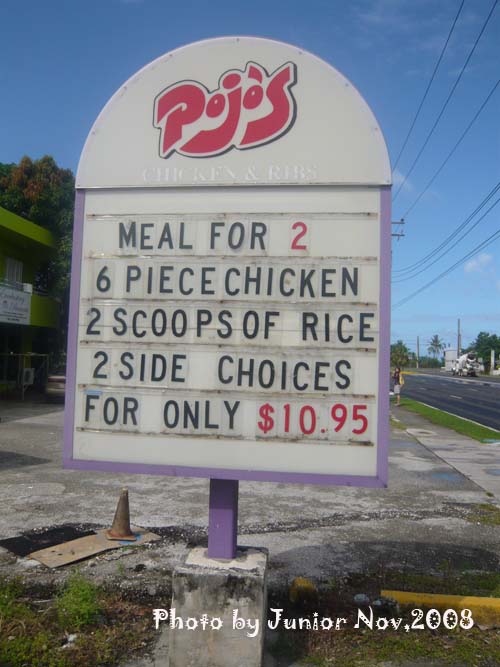 Pojo's
CHICKEN & RIBS
MEAL FOR 2
6 PIECE CHICKEN
2 SCOOPS OF RICE
2 SIDE CHOICES
FOR ONLY $10.95
Photo by Junior Nov,2008